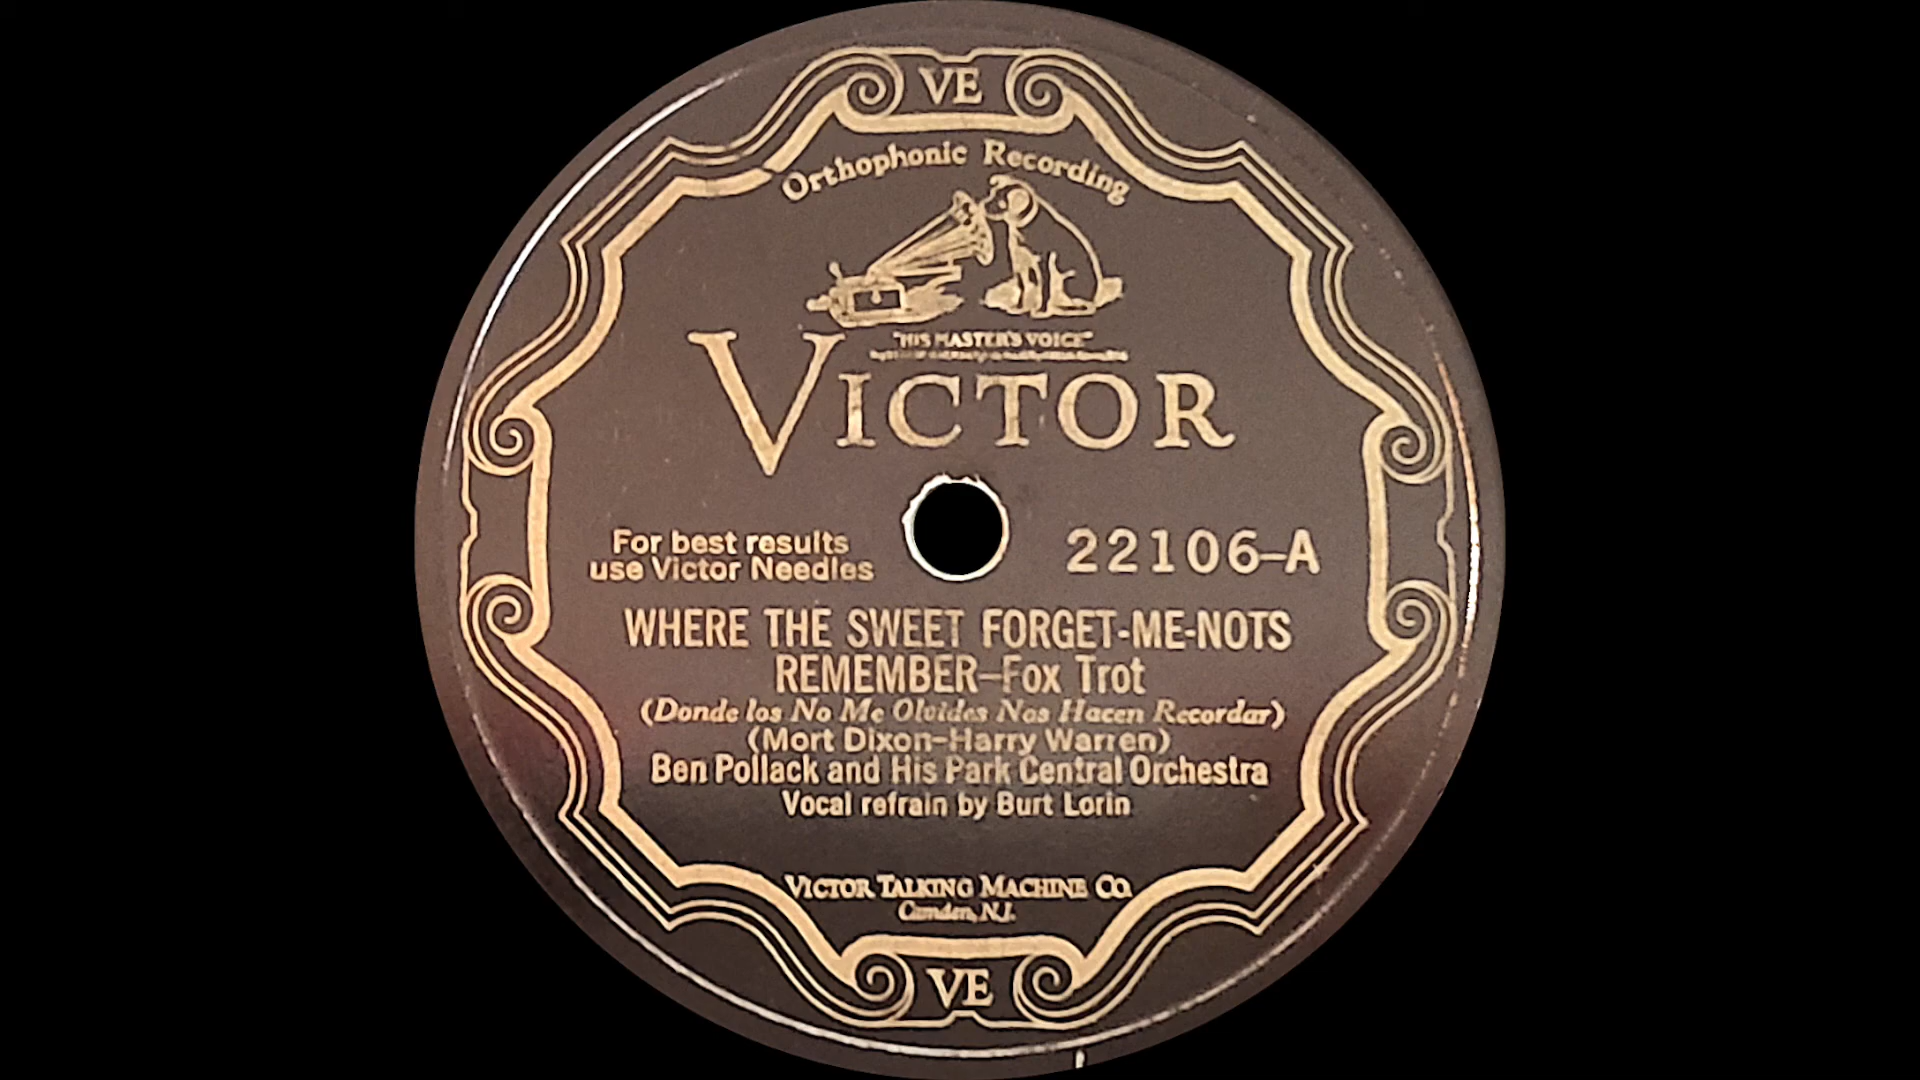 VE
Orthophonic Recording
"HIS MASTER'S VOICE"
VICTOR
For best results
use Victor Needles
22106-A
WHERE THE SWEET FORGET-ME-NOTS
REMEMBER—Fox Trot
(Donde los No Me Olvides Nos Hacen Recordar)
(Mort Dixon-Harry Warren)
Ben Pollack and His Park Central Orchestra
Vocal refrain by Burt Lorin
VICTOR TALKING MACHINE CO.
Camden, N.J.
VE